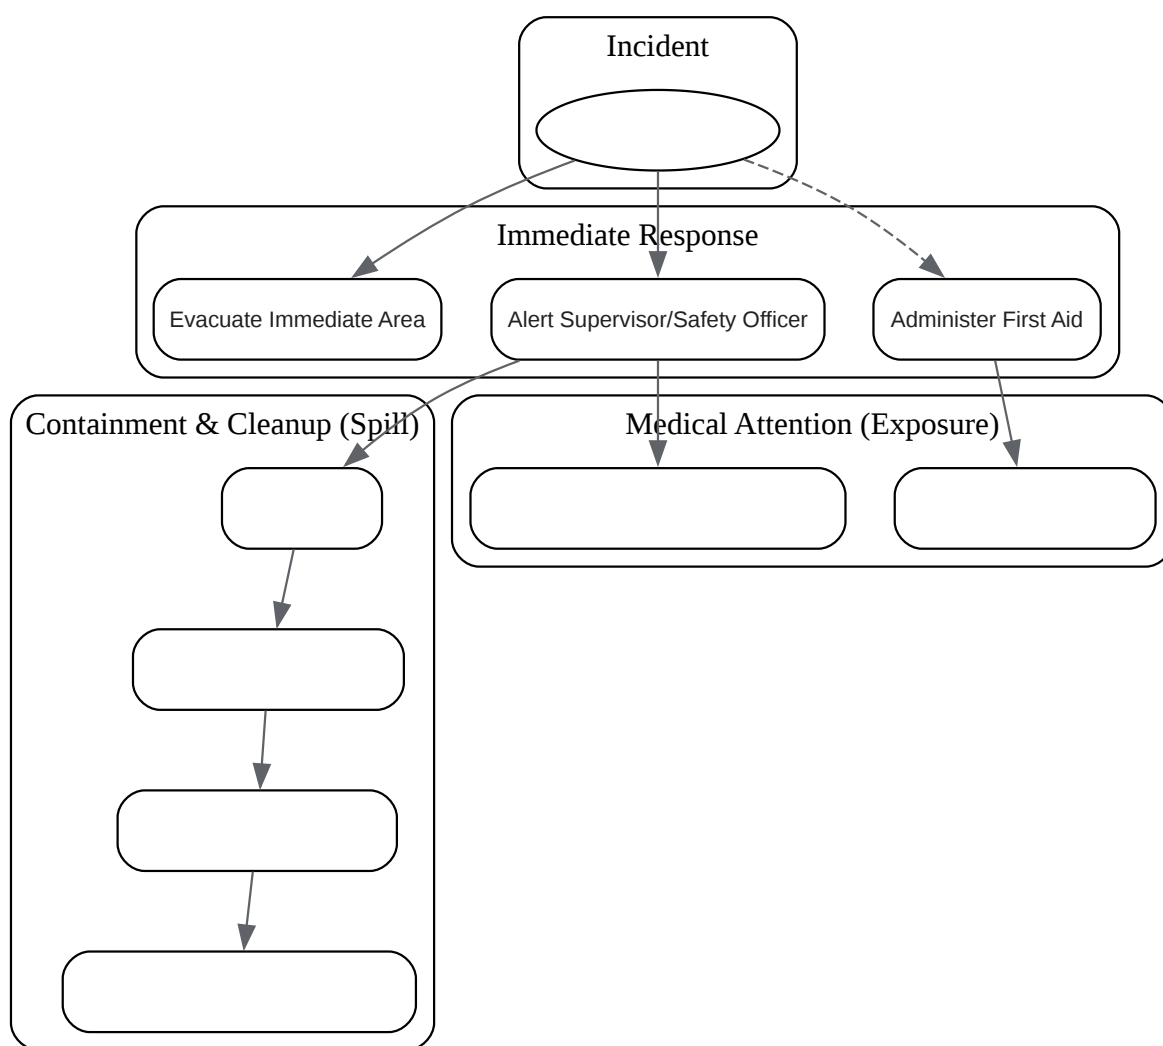 Incident
Immediate Response
Evacuate Immediate Area
Alert Supervisor/Safety Officer
Administer First Aid
Containment & Cleanup (Spill)
Medical Attention (Exposure)